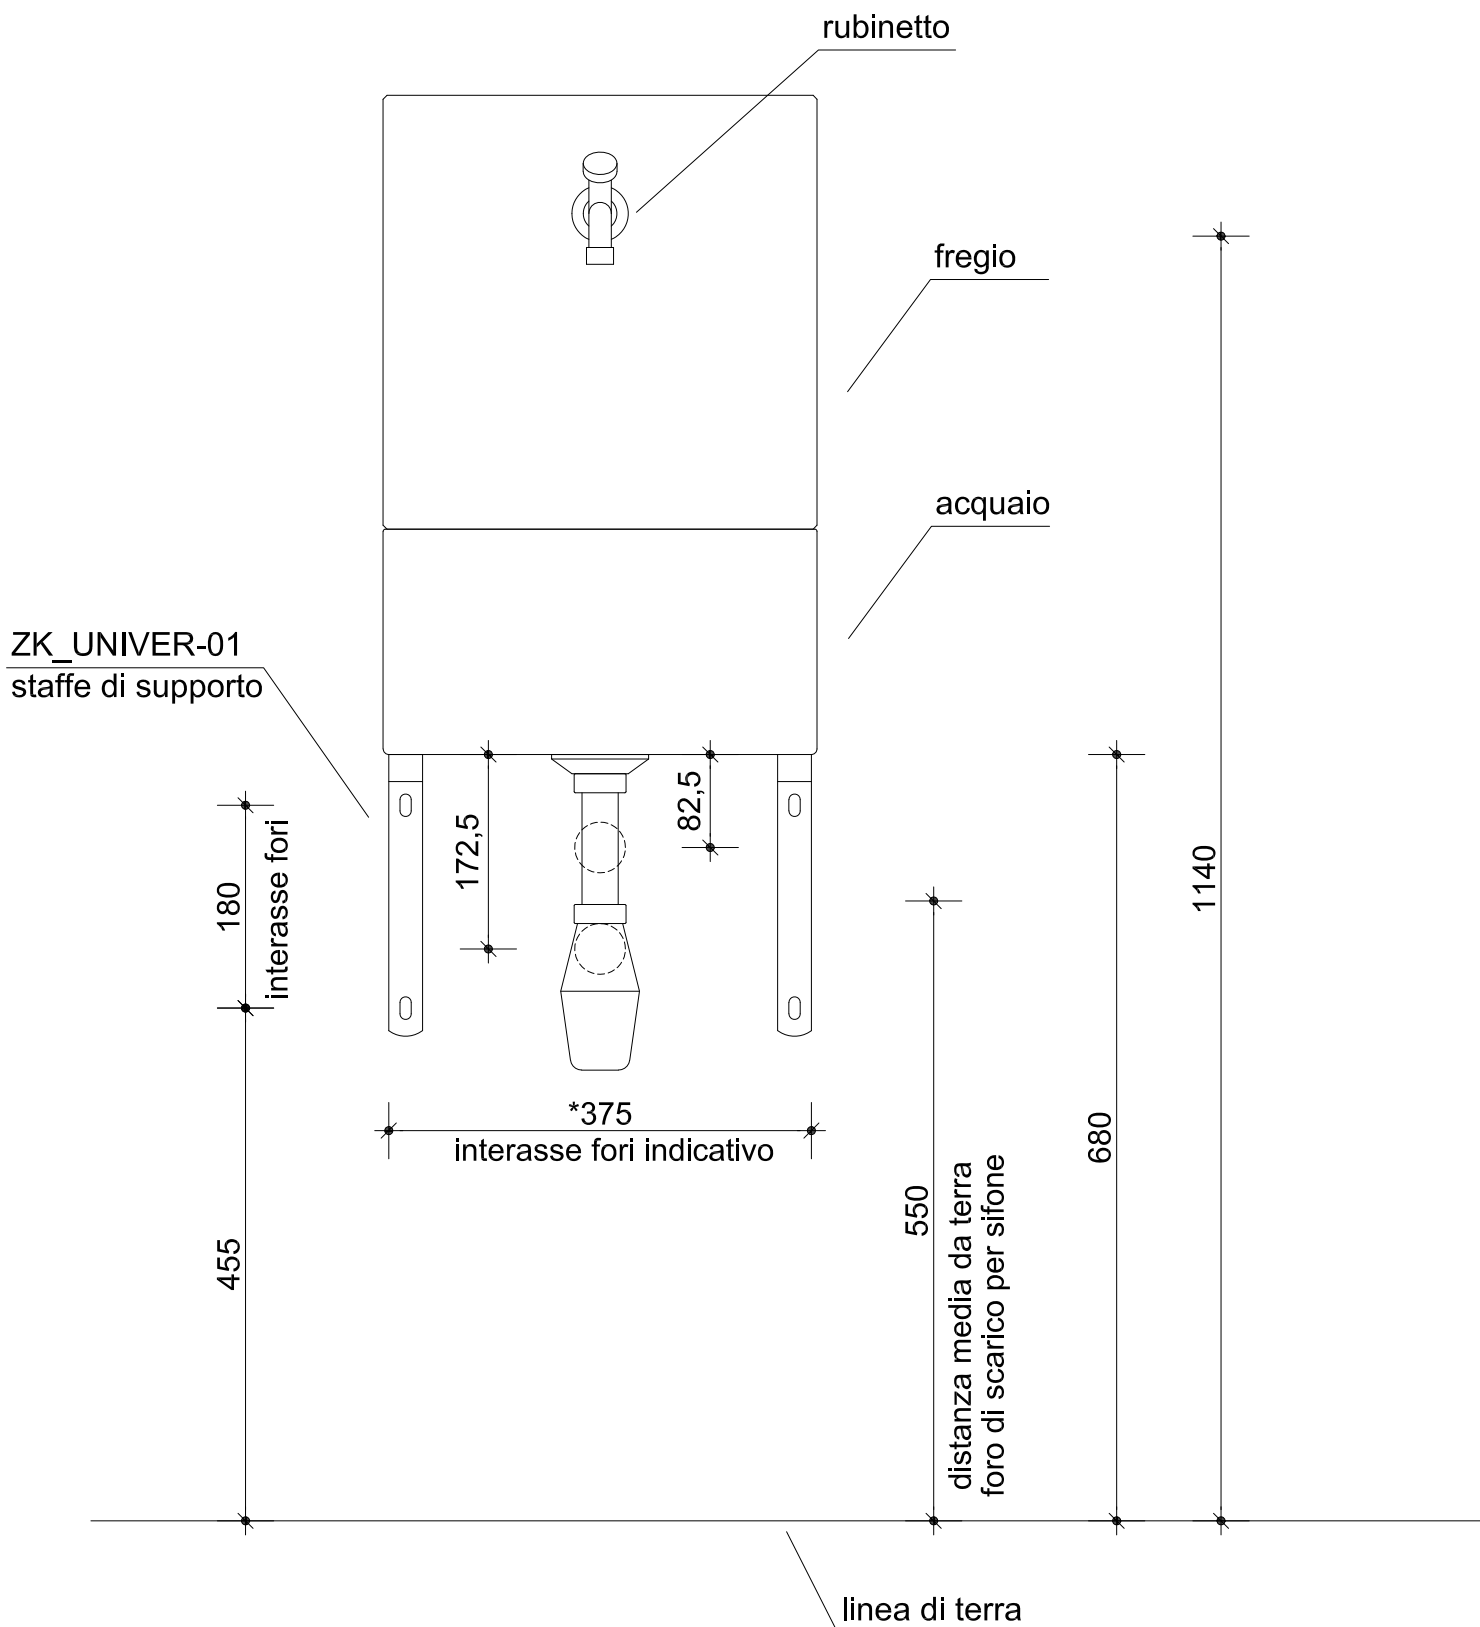 rubinetto
fregio
acquaio
ZK_UNIVER-01
staffe di supporto
172,5
82,5
180
interasse fori
1140
*375
interasse fori indicativo
680
550
distanza media da terra
foro di scarico per sifone
455
linea di terra